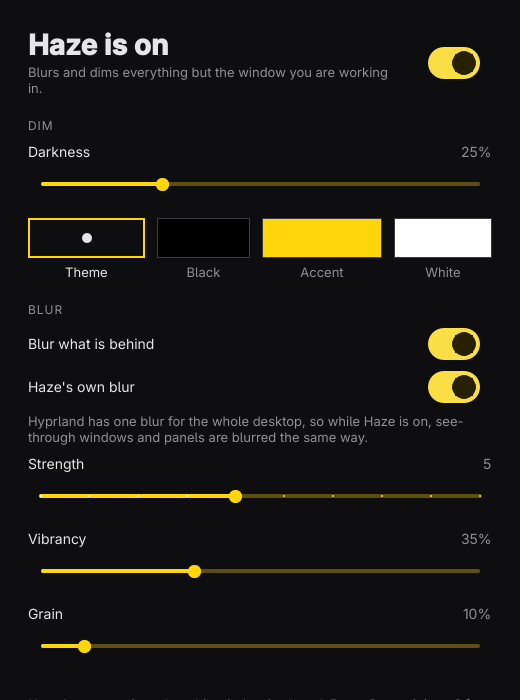 Haze is on
Blurs and dims everything but the window you are working
in.
DIM
Darkness 25%
Theme Black Accent White
BLUR
Blur what is behind
Haze's own blur
Hyprland has one blur for the whole desktop, so while Haze is on, see-
through windows and panels are blurred the same way.
Strength 5
Vibrancy 35%
Grain 10%